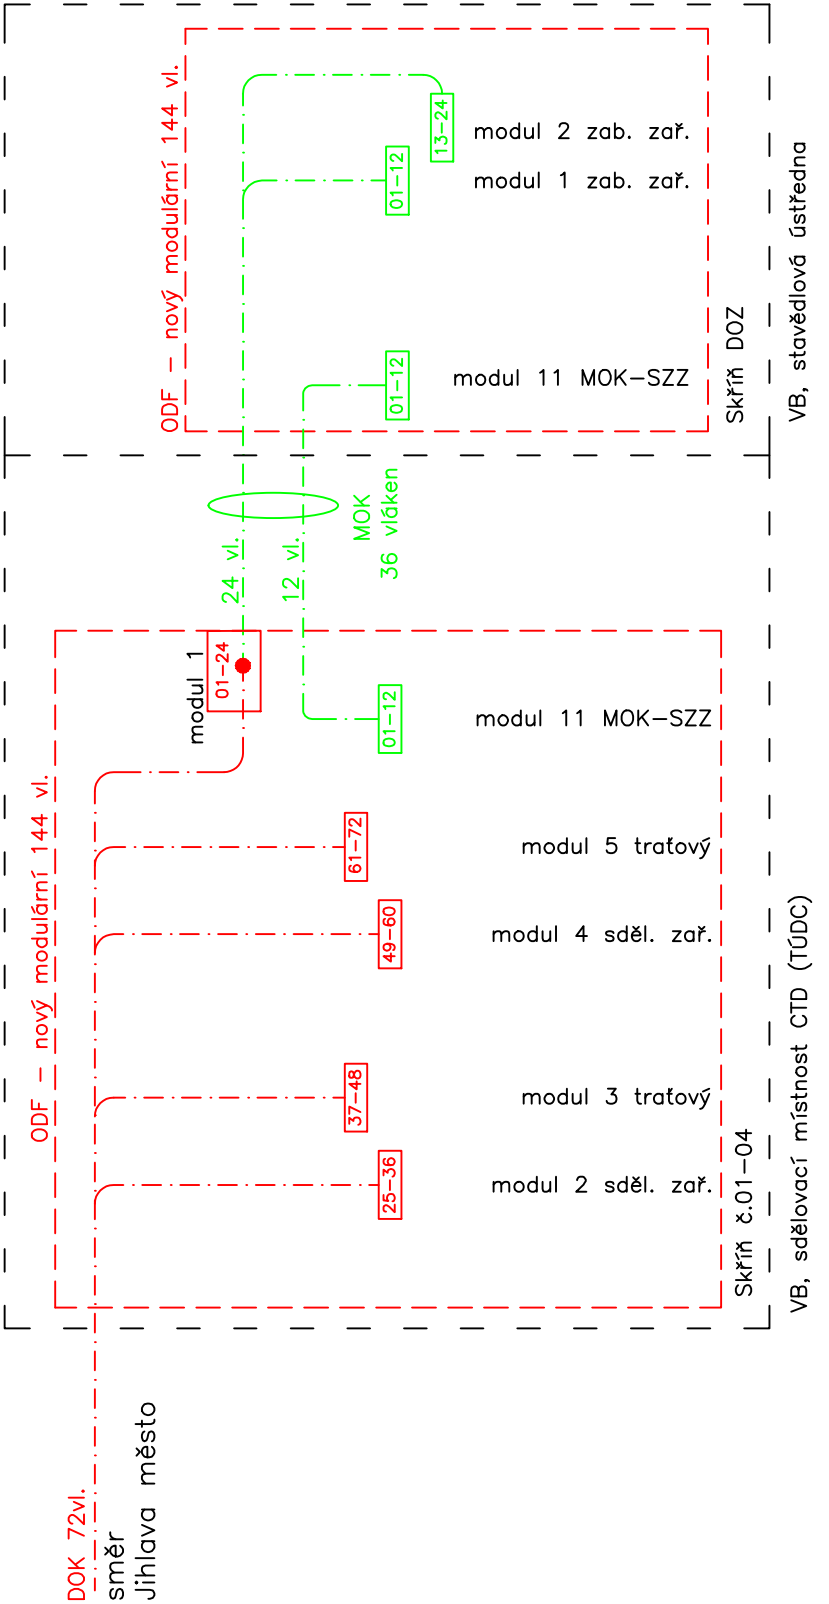 ODF – nový modulární 144 vl.
13–24
modul 2 zab. zař.
01–12
modul 1 zab. zař.
01–12
modul 11 MOK–SZZ
Skříň DOZ
VB, stavědlová ústředna
24 vl.
12 vl.
MOK
36 vláken
ODF – nový modulární 144 vl.
modul 1
01–24
01–12
modul 11 MOK–SZZ
61–72
modul 5 traťový
49–60
modul 4 sděl. zař.
37–48
modul 3 traťový
25–36
modul 2 sděl. zař.
Skříň č.01–04
VB, sdělovací místnost CTD (TÚDC)
DOK 72vl.
směr
Jihlava město